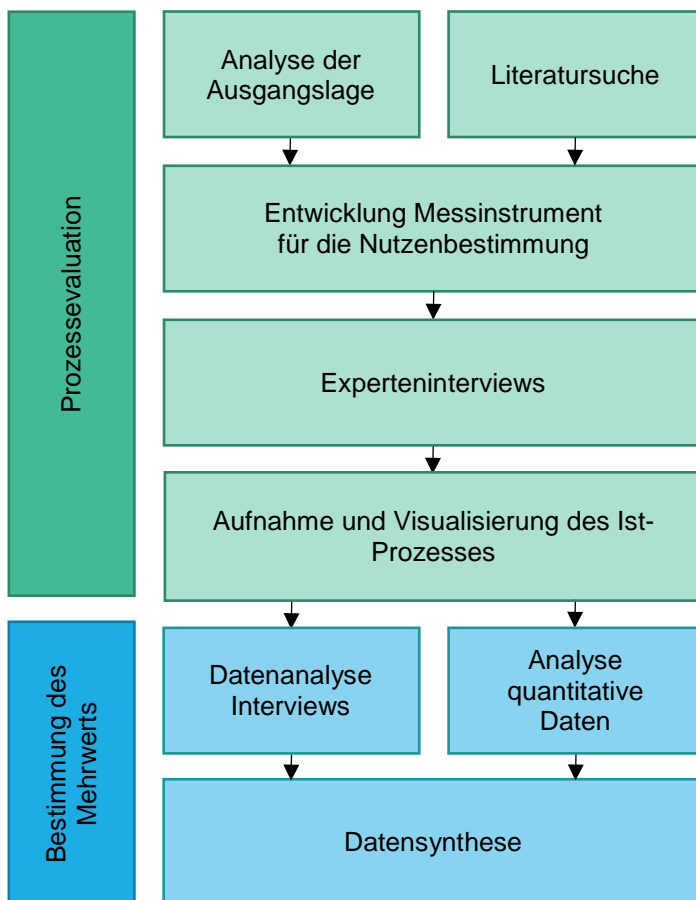 Prozessevaluation
Analyse der
Ausgangslage
Literatursuche
Entwicklung Messinstrument
für die Nutzenbestimmung
Experteninterviews
Aufnahme und Visualisierung des Ist-
Prozesses
Bestimmung des
Mehrwerts
Datenanalyse
Interviews
Analyse
quantitative
Daten
Datensynthese